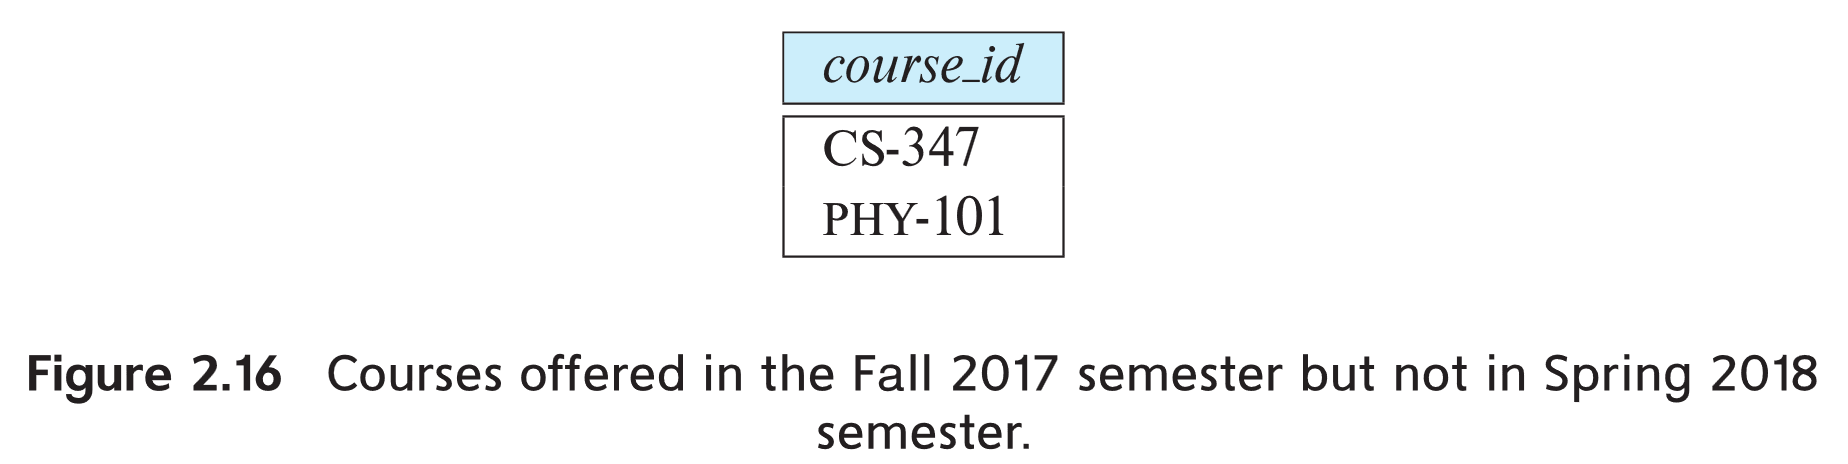 course_id
CS-347
PHY-101
Figure 2.16 Courses offered in the Fall 2017 semester but not in Spring 2018
semester.